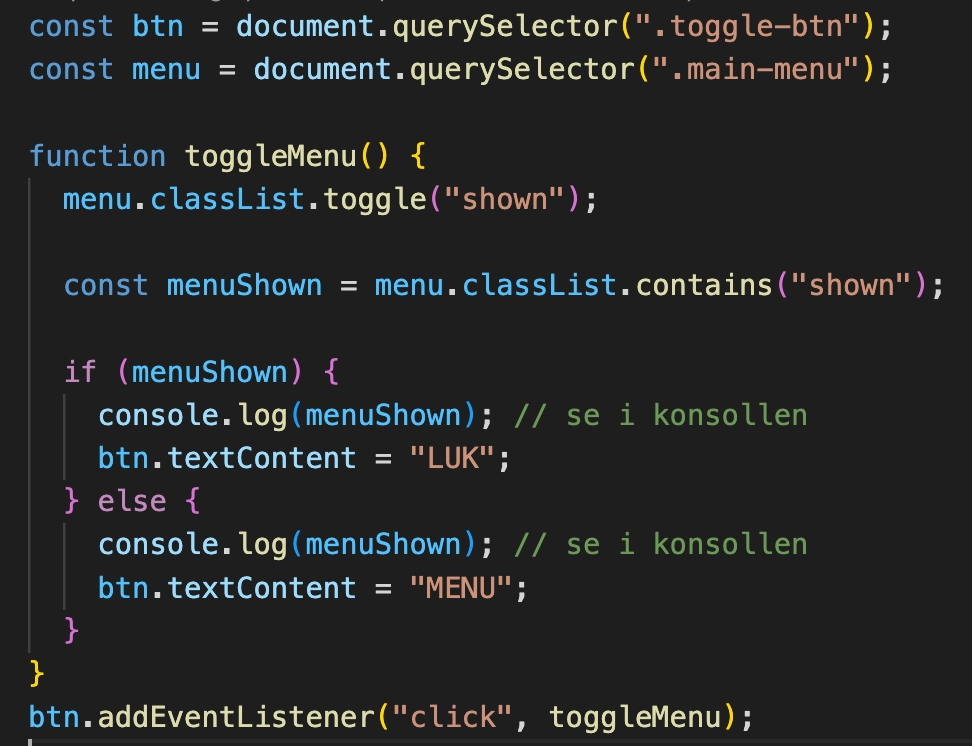 const btn = document.querySelector(".toggle-btn");
const menu = document.querySelector(".main-menu");
function toggleMenu() {
menu.classList.toggle("shown");
const menuShown = menu.classList.contains("shown");
if (menuShown) {
console.log(menuShown); // se i konsollen
btn.textContent = "LUK";
} else {
console.log(menuShown); // se i konsollen
btn.textContent = "MENU";
}
}
btn.addEventListener("click", toggleMenu);